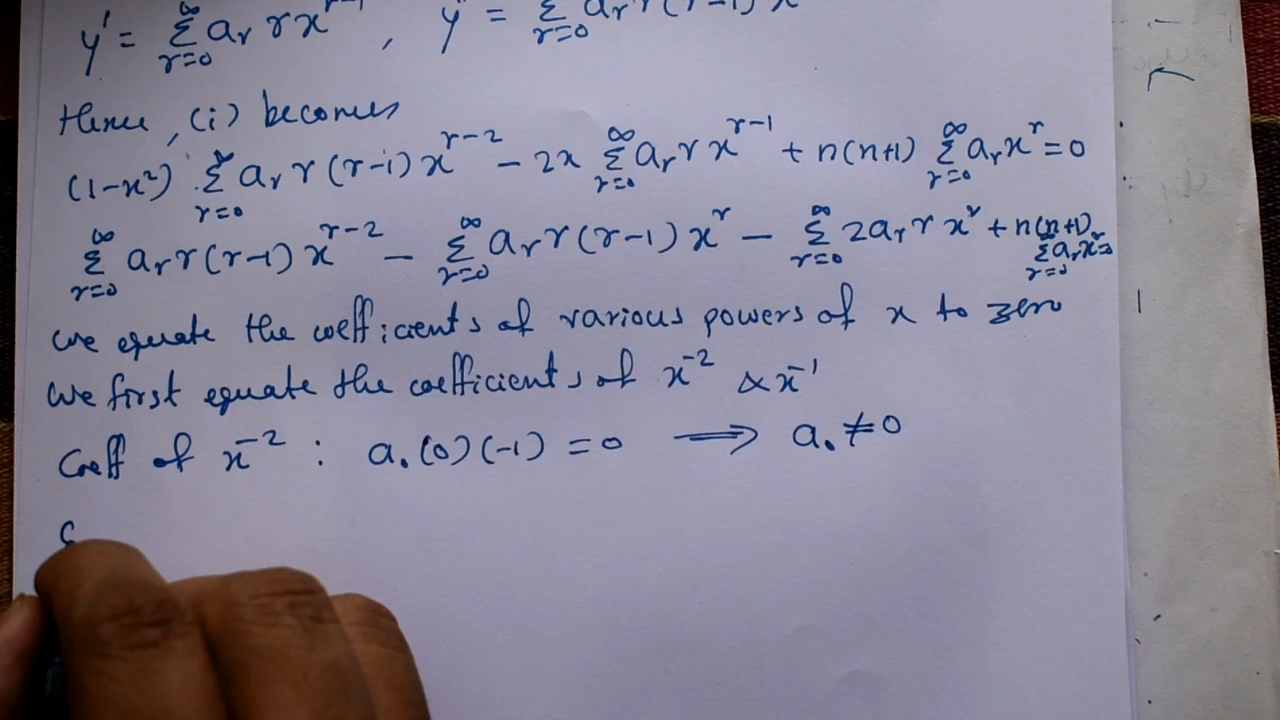 y' = Σ_{r=0}^{∞} a_r r x^{r-1} , y'' = Σ_{r=0}^{∞} a_r r (r-1) x
Hence, (i) becomes
(1-x²) Σ_{r=0}^{∞} a_r r (r-1) x^{r-2} - 2x Σ_{r=0}^{∞} a_r r x^{r-1} + n(n+1) Σ_{r=0}^{∞} a_r x^r = 0
Σ_{r=0}^{∞} a_r r (r-1) x^{r-2} - Σ_{r=0}^{∞} a_r r (r-1) x^r - Σ_{r=0}^{∞} 2 a_r r x^r + n(n+1) Σ_{r=0}^{∞} a_r x^r = 0
We equate the coefficients of various powers of x to zero
We first equate the coefficients of x^{-2} & x^{-1}
Coeff of x^{-2} : a₀ (0) (-1) = 0 ⟹ a₀ ≠ 0